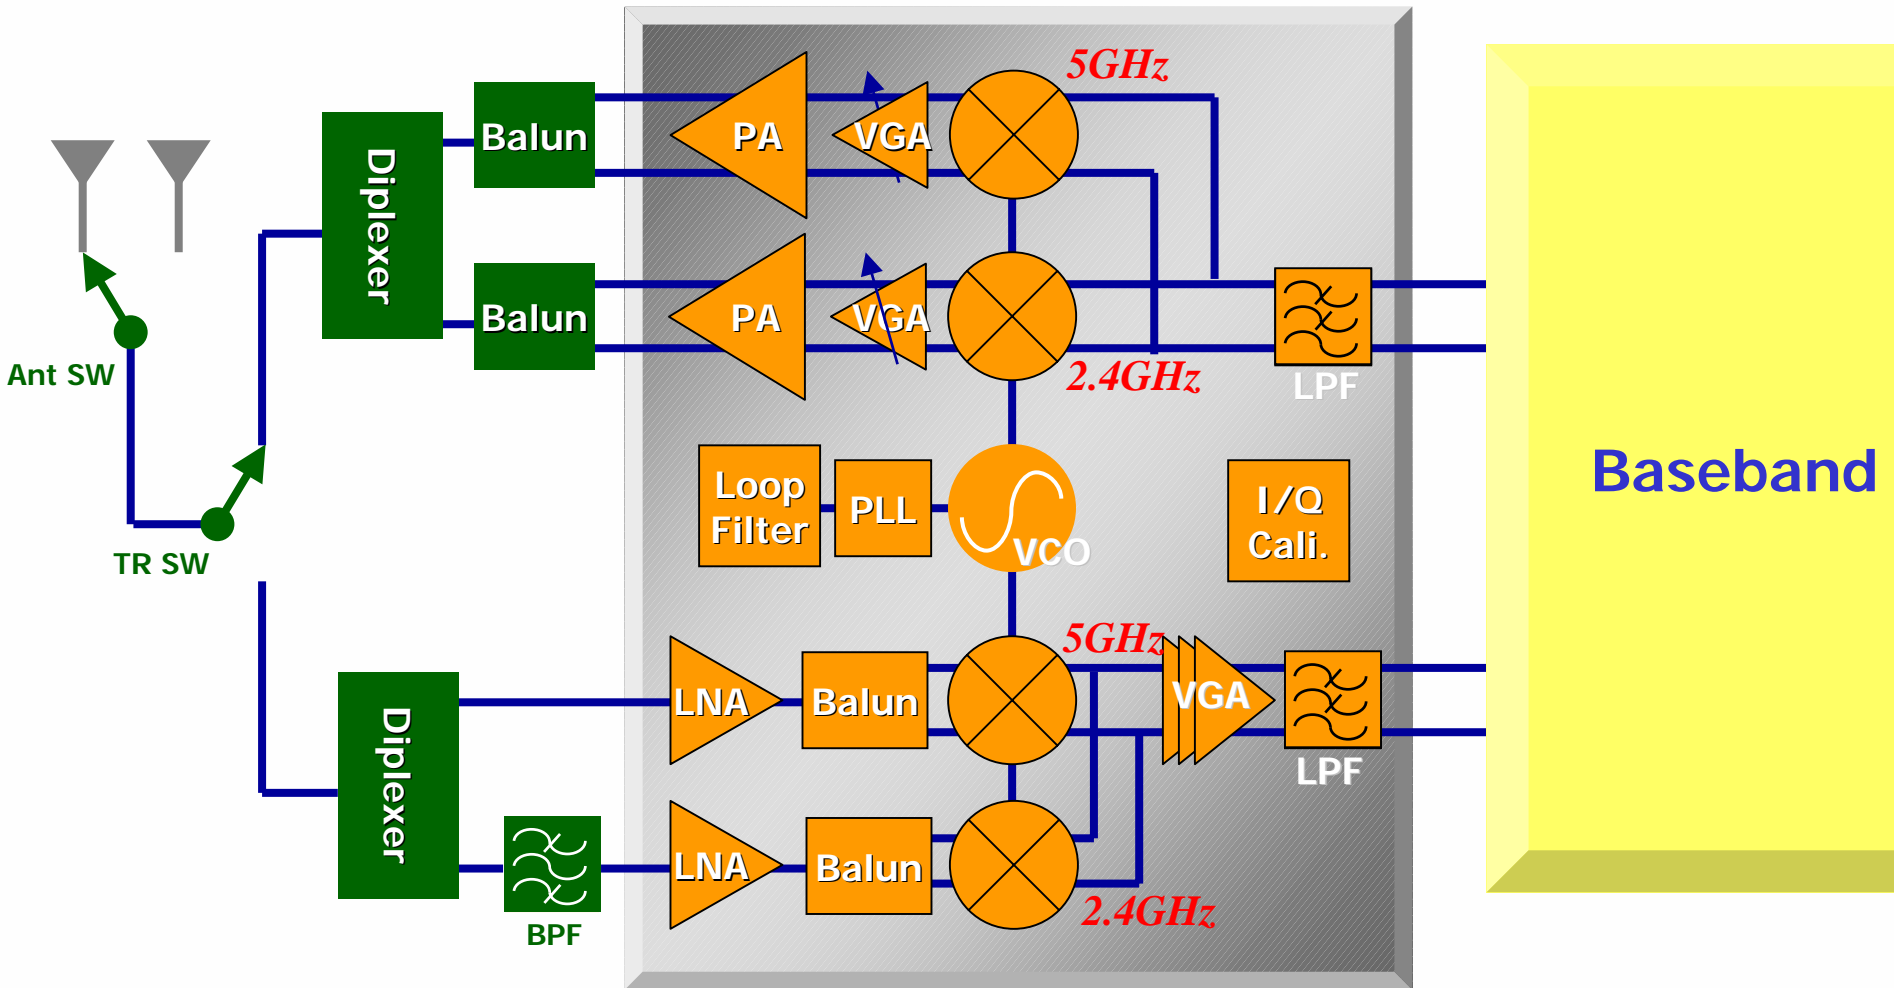 5GHz
Balun
PA
VGA
Diplexer
Balun
PA
VGA
Ant SW
2.4GHz
LPF
Loop
Filter
PLL
VCO
I/Q
Cali.
Baseband
TR SW
5GHz
LNA
Balun
VGA
LPF
Diplexer
LNA
Balun
BPF
2.4GHz